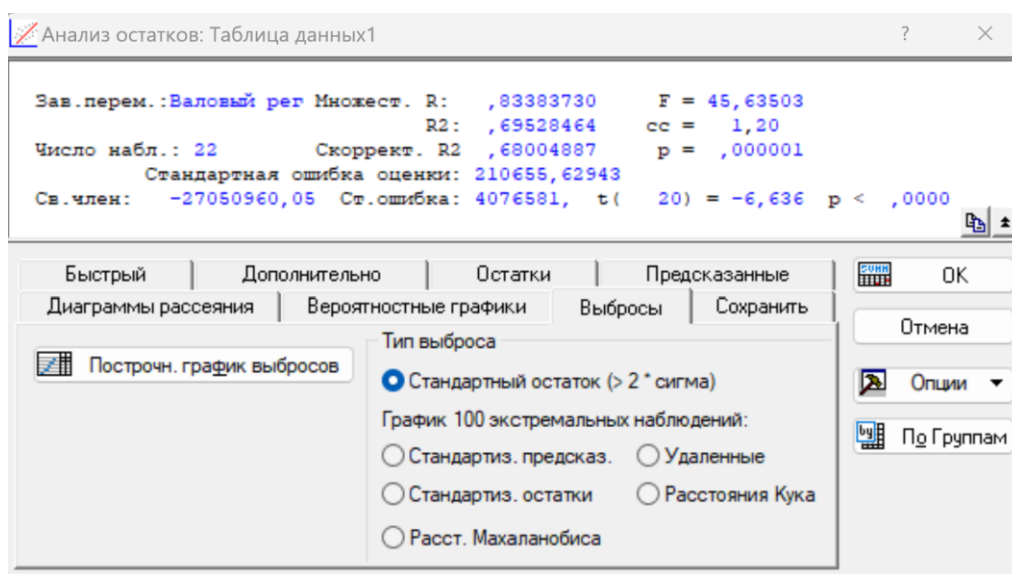 Анализ остатков: Таблица данных1
?
Зав.перем.:Валовый рег Множест. R: ,83383730 F = 45,63503
R2: ,69528464 сс = 1,20
Число набл.: 22 Скоррект. R2 ,68004887 p = ,000001
Стандартная ошибка оценки: 210655,62943
Св.член: -27050960,05 Ст.ошибка: 4076581, t( 20) = -6,636 p < ,0000
Быстрый Дополнительно Остатки Предсказанные
Диаграммы рассеяния Вероятностные графики Выбросы Сохранить
Построчн. график выбросов
Тип выброса
Стандартный остаток (> 2 * сигма)
График 100 экстремальных наблюдений:
Стандартиз. предсказ. Удаленные
Стандартиз. остатки Расстояния Кука
Расст. Махаланобиса
SUMM OK
Отмена
Опции
by По Группам